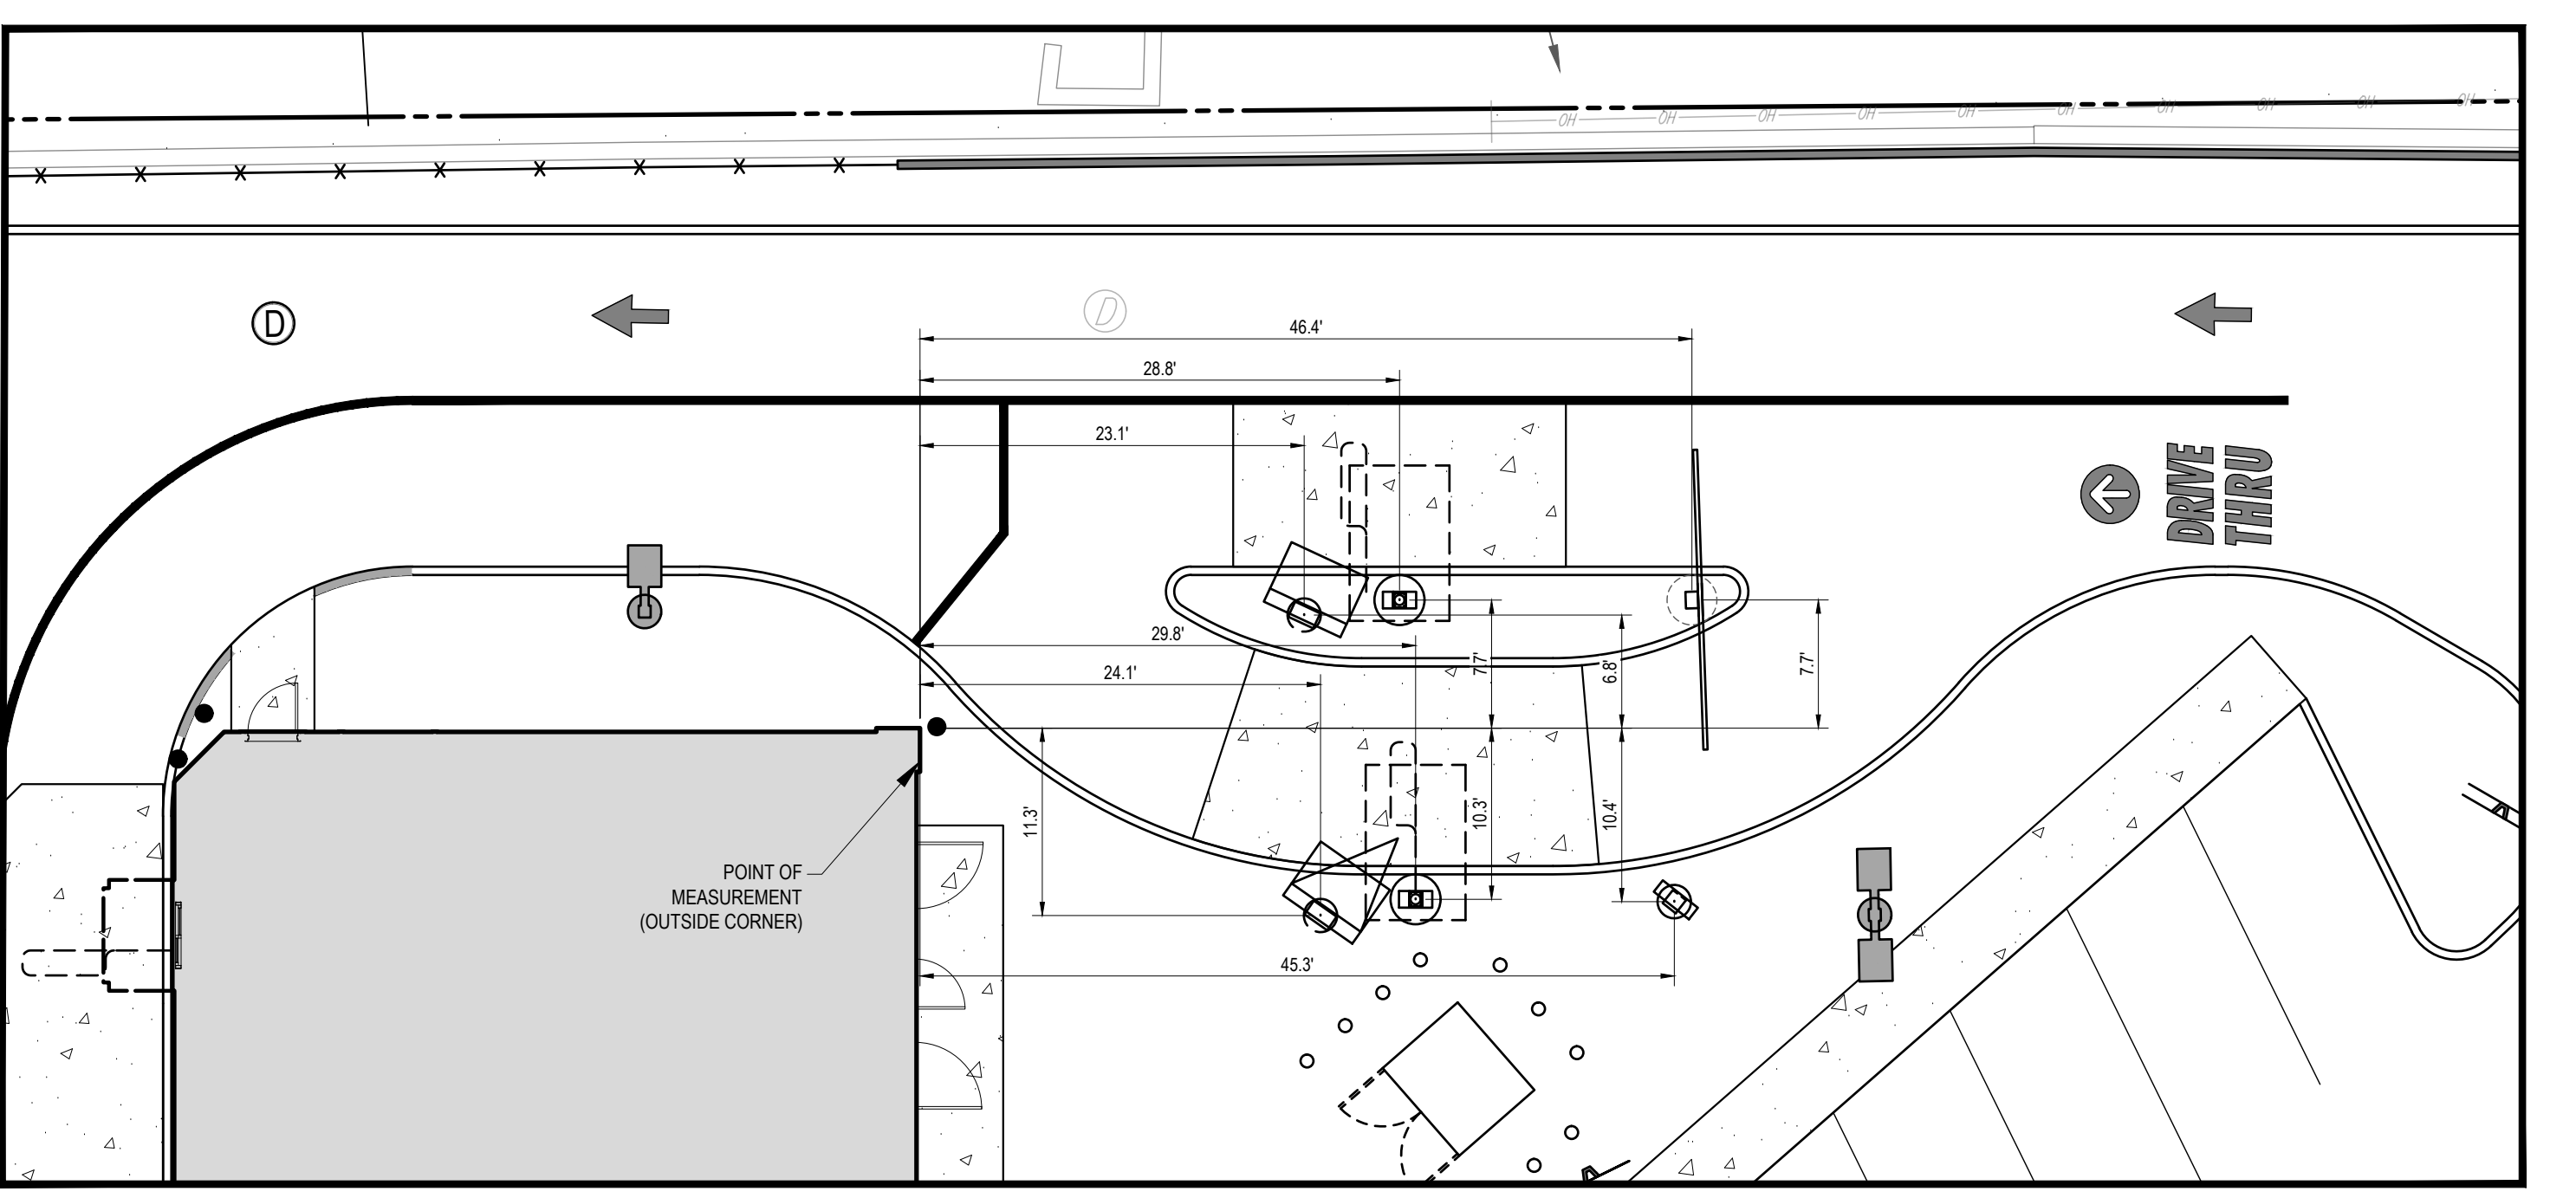 OH OH OH OH OH OH OH OH OH OH
D
D
46.4'
28.8'
23.1'
DRIVE
THRU
29.8'
24.1'
7.7'
6.8'
7.7'
11.3'
10.3'
10.4'
POINT OF
MEASUREMENT
(OUTSIDE CORNER)
45.3'